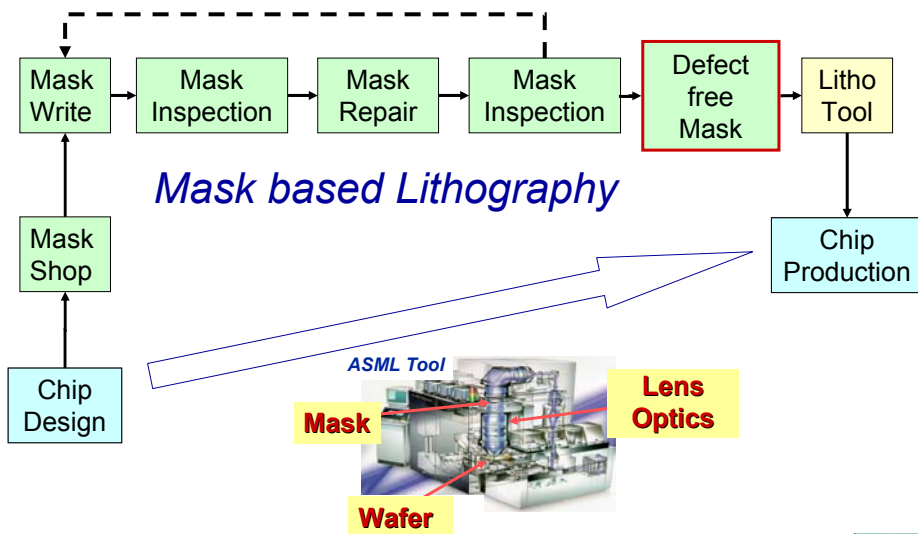 Mask
Write
Mask
Inspection
Mask
Repair
Mask
Inspection
Defect
free
Mask
Litho
Tool
Mask based Lithography
Mask
Shop
Chip
Production
Chip
Design
ASML Tool
Mask
Lens
Optics
Wafer